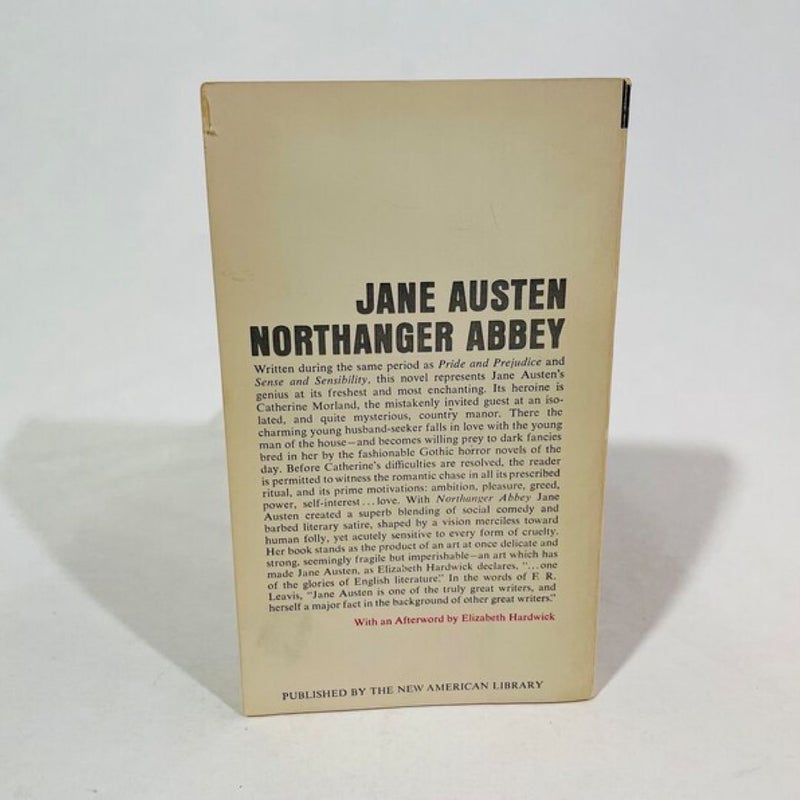 JANE AUSTEN
NORTHANGER ABBEY
Written during the same period as Pride and Prejudice and
Sense and Sensibility, this novel represents Jane Austen's
genius at its freshest and most enchanting. Its heroine is
Catherine Morland, the mistakenly invited guest at an iso-
lated, and quite mysterious, country manor. There the
charming young husband-seeker falls in love with the young
man of the house—and becomes willing prey to dark fancies
bred in her by the fashionable Gothic horror novels of the
day. Before Catherine's difficulties are resolved, the reader
is permitted to witness the romantic chase in all its prescribed
ritual, and its prime motivations: ambition, pleasure, greed,
power, self-interest...love. With Northanger Abbey Jane
Austen created a superb blending of social comedy and
barbed literary satire, shaped by a vision merciless toward
human folly, yet acutely sensitive to every form of cruelty.
Her book stands as the product of an art at once delicate and
strong, seemingly fragile but imperishable—an art which has
made Jane Austen, as Elizabeth Hardwick declares, "...one
of the glories of English literature." In the words of F. R.
Leavis, "Jane Austen is one of the truly great writers, and
herself a major fact in the background of other great writers."
With an Afterword by Elizabeth Hardwick
PUBLISHED BY THE NEW AMERICAN LIBRARY